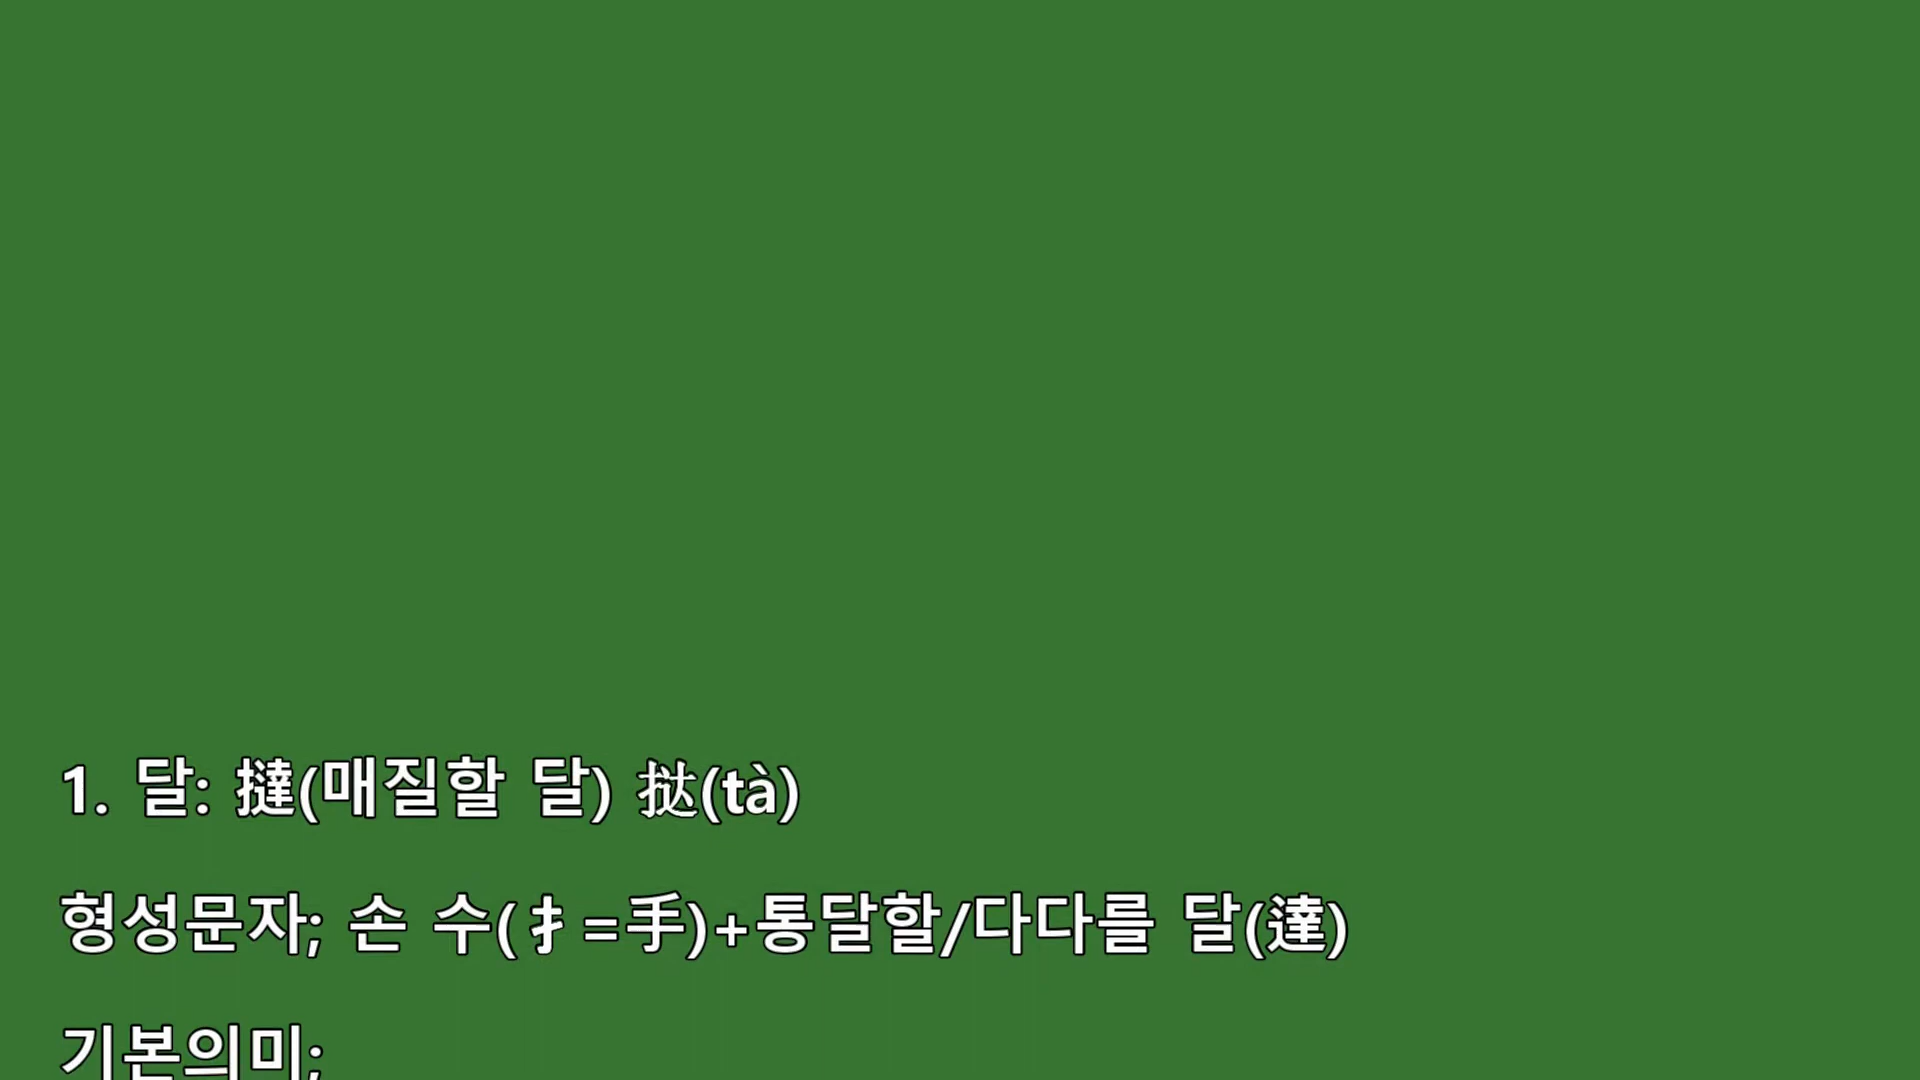 1. 달: 撻(매질할 달) 挞(tà)
형성문자; 손 수(扌=手)+통달할/다다를 달(達)
기본의미;